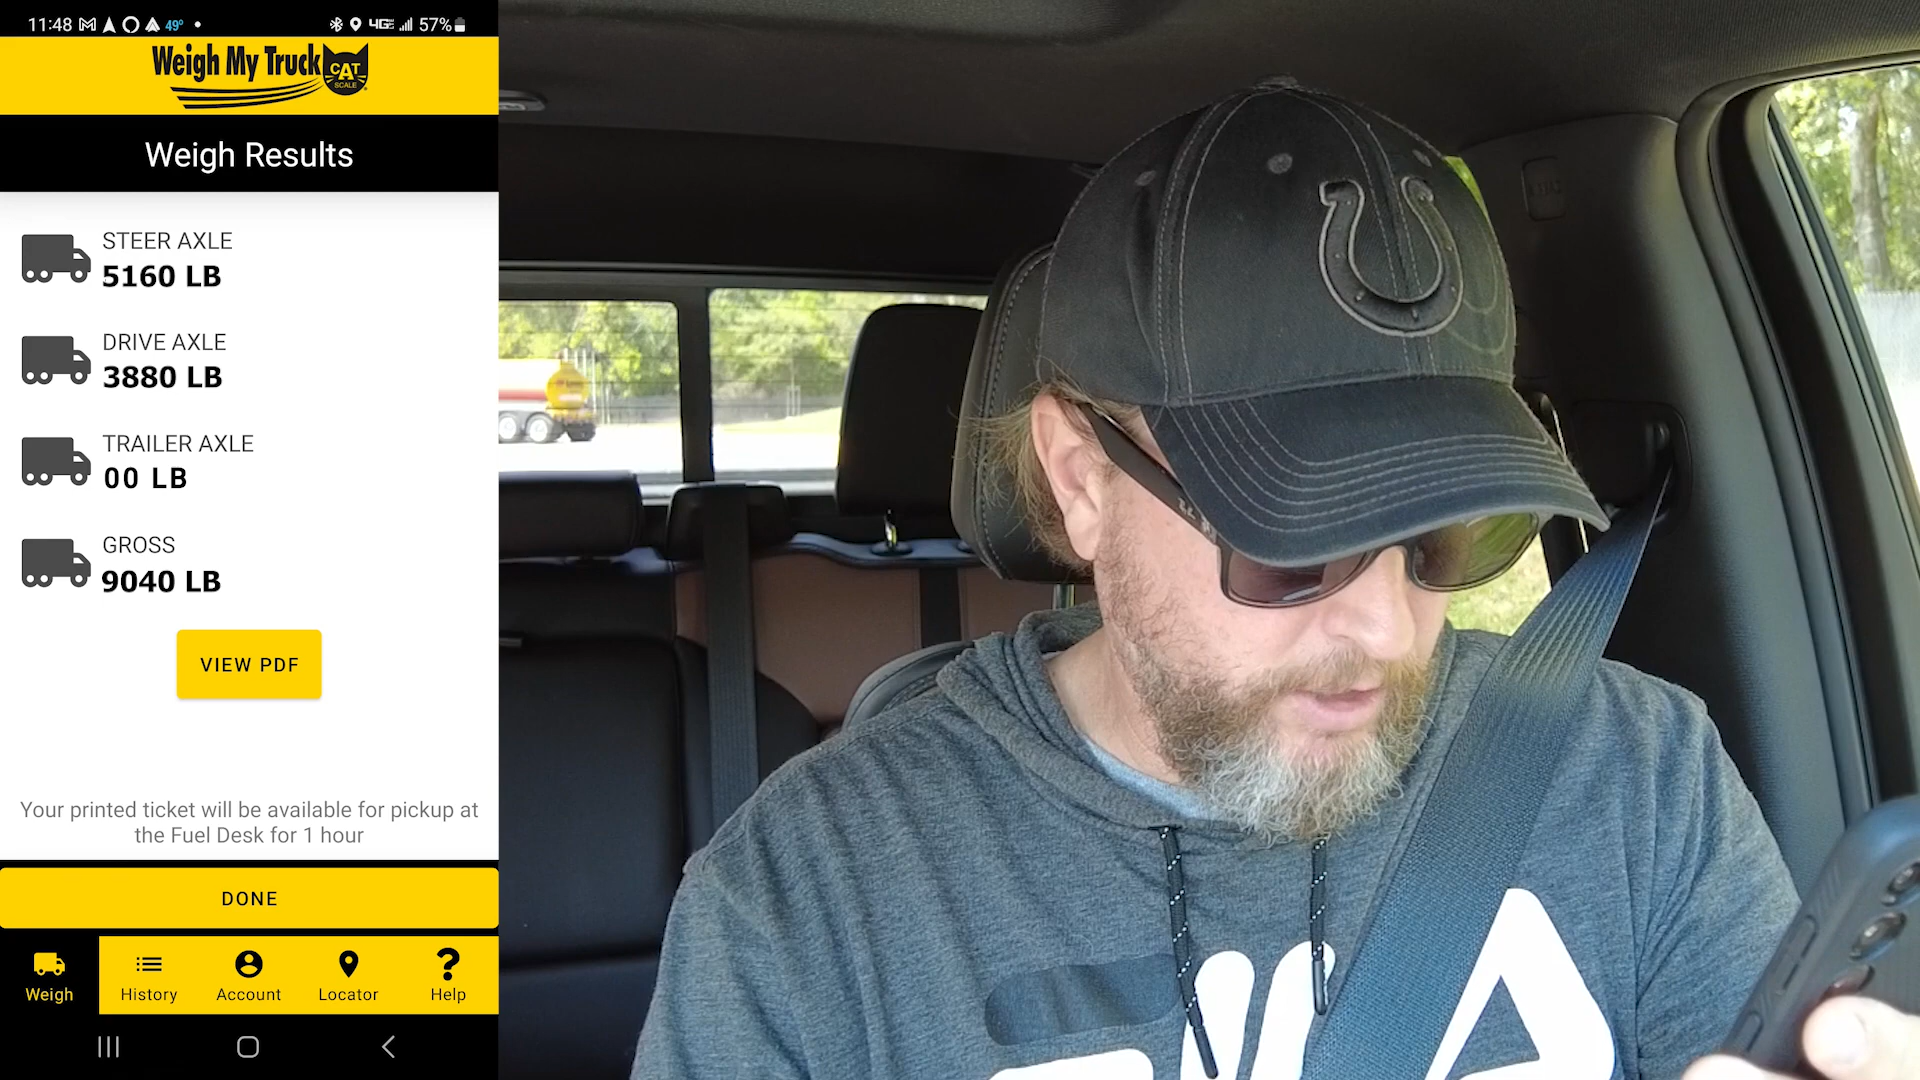 11:48
49°
4GE
57%
Weigh My Truck
CAT
SCALE
Weigh Results
STEER AXLE
5160 LB
DRIVE AXLE
3880 LB
TRAILER AXLE
00 LB
GROSS
9040 LB
VIEW PDF
Your printed ticket will be available for pickup at
the Fuel Desk for 1 hour
DONE
Weigh
History
Account
Locator
Help